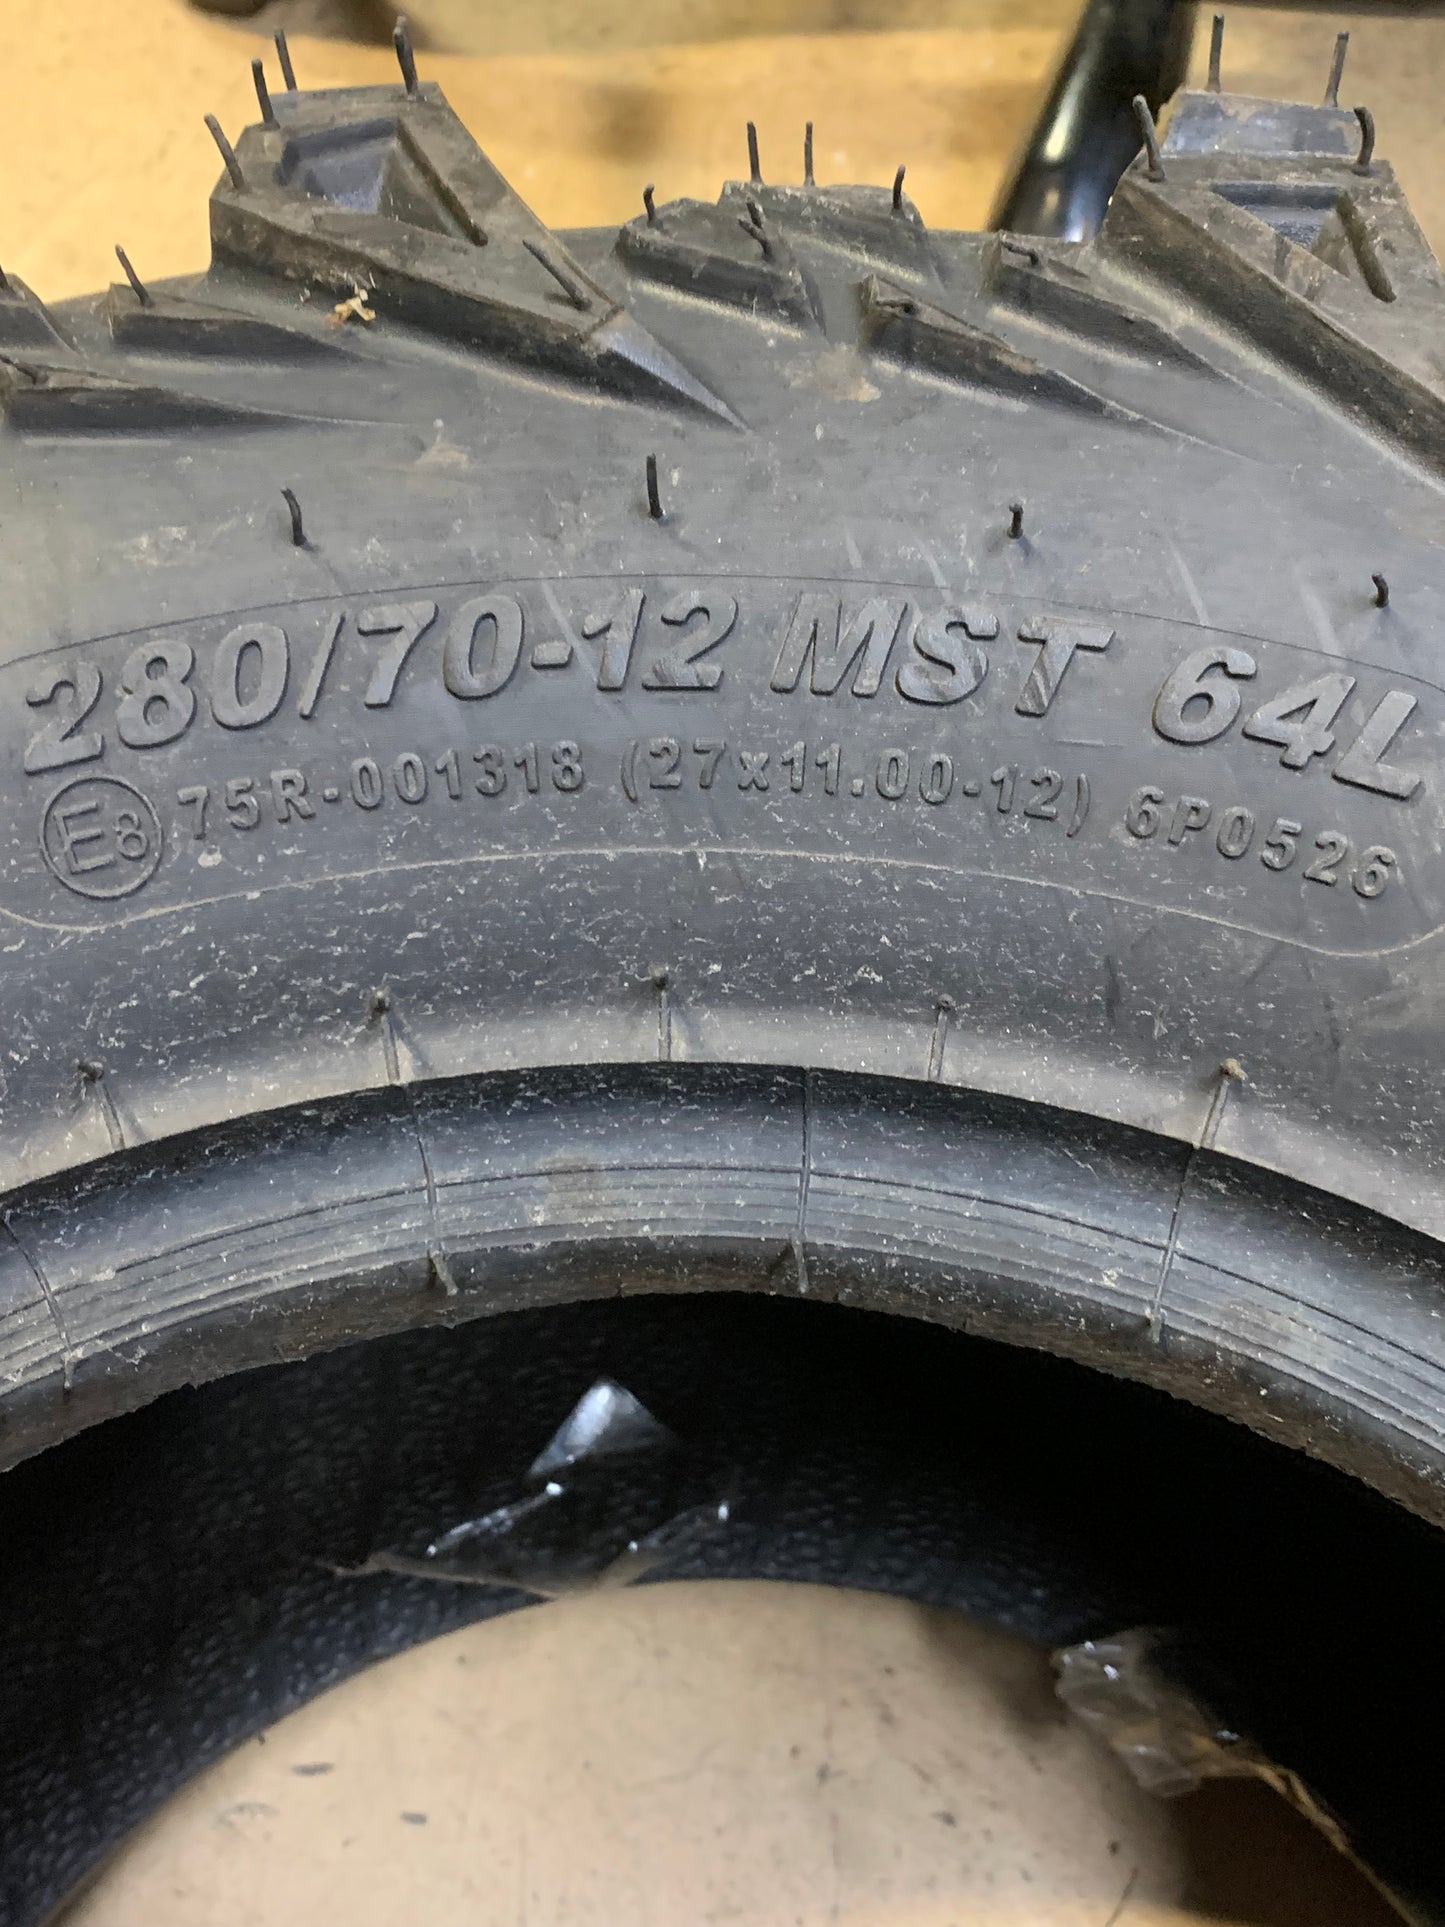 280/70-12 MST 64L
E8 75R-001318 (27x11.00-12) 6P0526